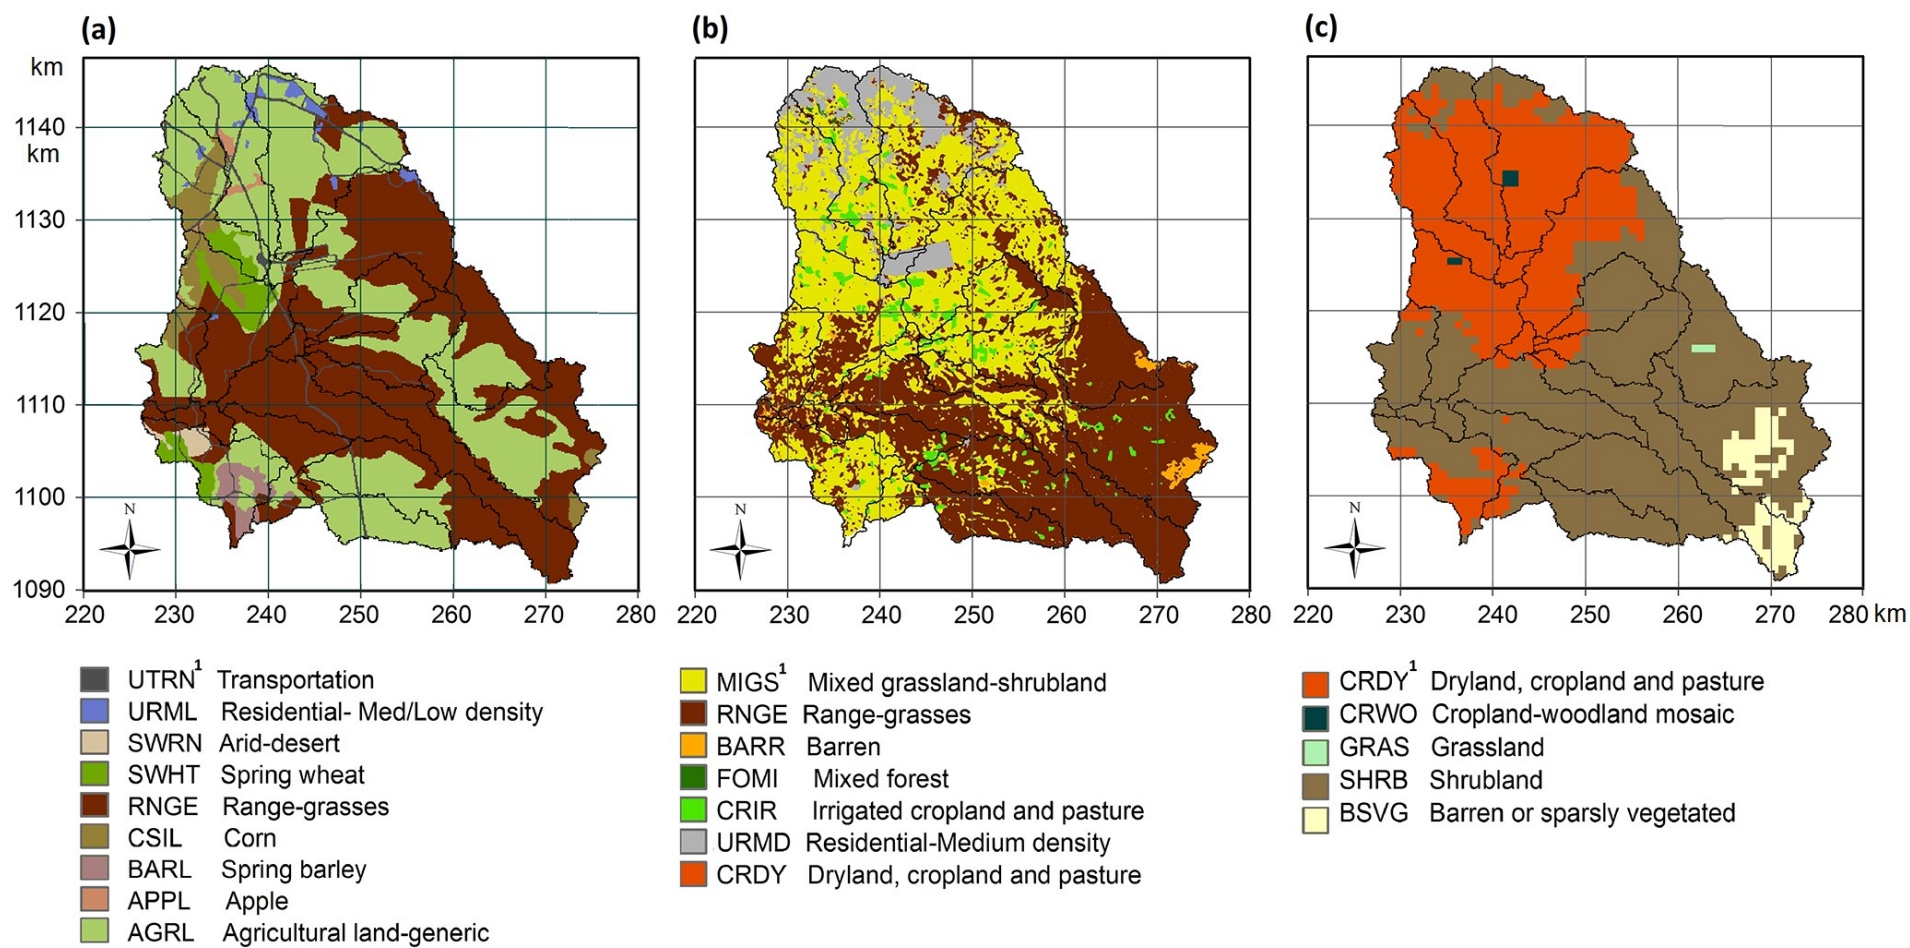 (a)
(b)
(c)
km
1140
km
1130
1120
1110
1100
1090
N
N
N
220 230 240 250 260 270 280
220 230 240 250 260 270 280
220 230 240 250 260 270 280 km
UTRN¹ Transportation
URML Residential- Med/Low density
SWRN Arid-desert
SWHT Spring wheat
RNGE Range-grasses
CSIL Corn
BARL Spring barley
APPL Apple
AGRL Agricultural land-generic
MIGS¹ Mixed grassland-shrubland
RNGE Range-grasses
BARR Barren
FOMI Mixed forest
CRIR Irrigated cropland and pasture
URMD Residential-Medium density
CRDY Dryland, cropland and pasture
CRDY¹ Dryland, cropland and pasture
CRWO Cropland-woodland mosaic
GRAS Grassland
SHRB Shrubland
BSVG Barren or sparsly vegetated